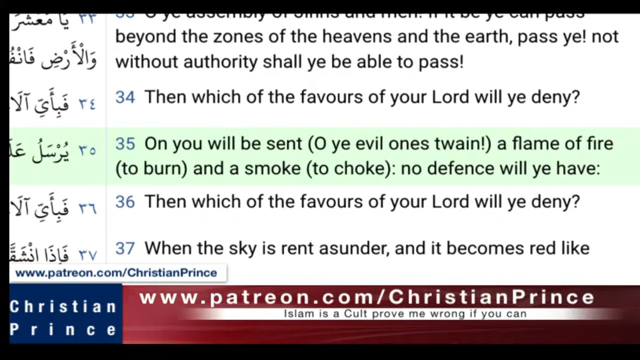 يَا مَعْشَرَ ٣٣
33 O ye assembly of Jinns and men! If it be ye can pass
beyond the zones of the heavens and the earth, pass ye! not
وَالْأَرْضِ
without authority shall ye be able to pass!
فَبِأَيِّ ٣٤
34 Then which of the favours of your Lord will ye deny?
يُرْسَلُ ٣٥
35 On you will be sent (O ye evil ones twain!) a flame of fire
(to burn) and a smoke (to choke): no defence will ye have:
فَبِأَيِّ ٣٦
36 Then which of the favours of your Lord will ye deny?
فَإِذَا ٣٧
37 When the sky is rent asunder, and it becomes red like
www.patreon.com/ChristianPrince
Christian
Prince
www.patreon.com/ChristianPrince
Islam is a Cult prove me wrong if you can